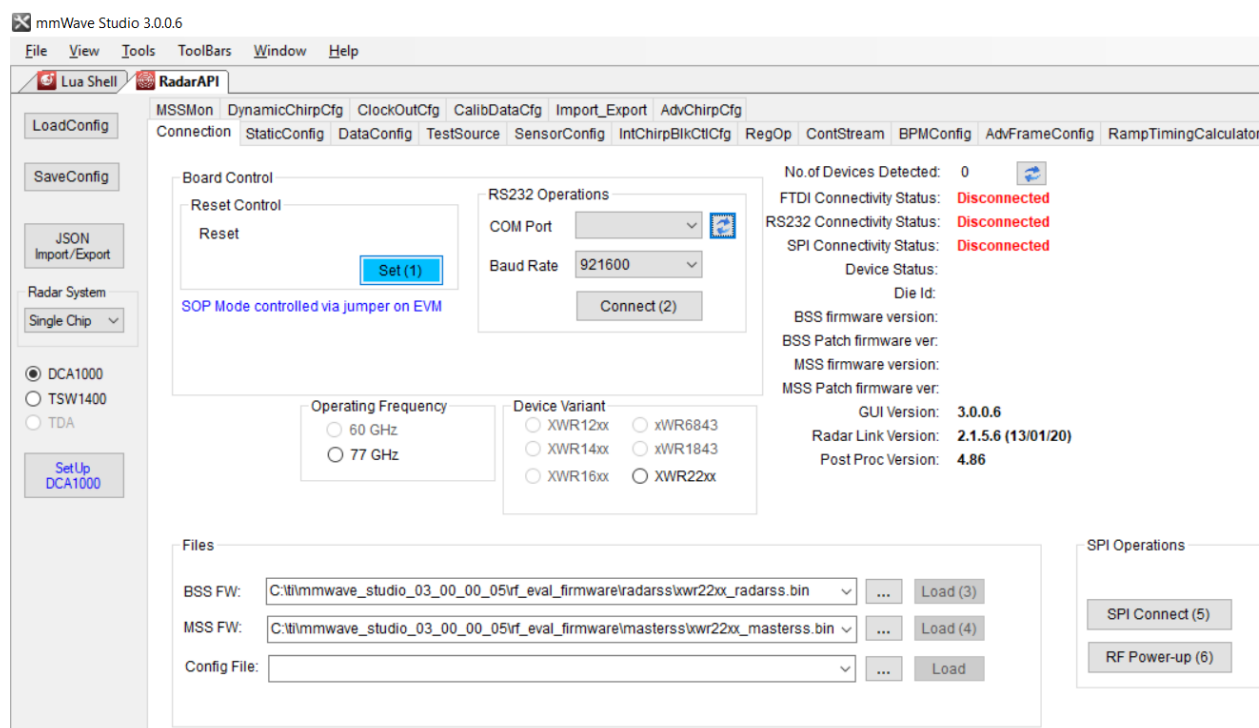 mmWave Studio 3.0.0.6
File View Tools ToolBars Window Help
Lua Shell RadarAPI
LoadConfig
SaveConfig
JSON
Import/Export
Radar System
Single Chip
DCA1000
TSW1400
TDA
SetUp
DCA1000
MSSMon DynamicChirpCfg ClockOutCfg CalibDataCfg Import_Export AdvChirpCfg
Connection StaticConfig DataConfig TestSource SensorConfig IntChirpBlkCtlCfg RegOp ContStream BPMConfig AdvFrameConfig RampTimingCalculator
Board Control
Reset Control
Reset
Set (1)
SOP Mode controlled via jumper on EVM
RS232 Operations
COM Port
Baud Rate 921600
Connect (2)
No.of Devices Detected: 0
FTDI Connectivity Status: Disconnected
RS232 Connectivity Status: Disconnected
SPI Connectivity Status: Disconnected
Device Status:
Die Id:
BSS firmware version:
BSS Patch firmware ver:
MSS firmware version:
MSS Patch firmware ver:
GUI Version: 3.0.0.6
Radar Link Version: 2.1.5.6 (13/01/20)
Post Proc Version: 4.86
Operating Frequency
60 GHz
77 GHz
Device Variant
XWR12xx xWR6843
XWR14xx xWR1843
XWR16xx XWR22xx
Files
BSS FW: C:\ti\mmwave_studio_03_00_00_05\rf_eval_firmware\radarss\xwr22xx_radarss.bin ... Load (3)
MSS FW: C:\ti\mmwave_studio_03_00_00_05\rf_eval_firmware\masterss\xwr22xx_masterss.bin ... Load (4)
Config File: ... Load
SPI Operations
SPI Connect (5)
RF Power-up (6)